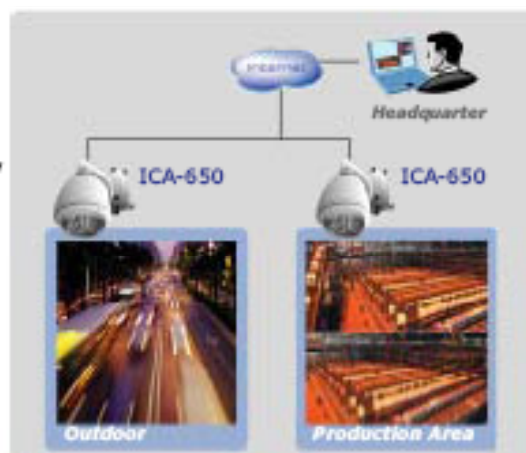 Internet
Headquarter
ICA-650
ICA-650
Outdoor
Production Area